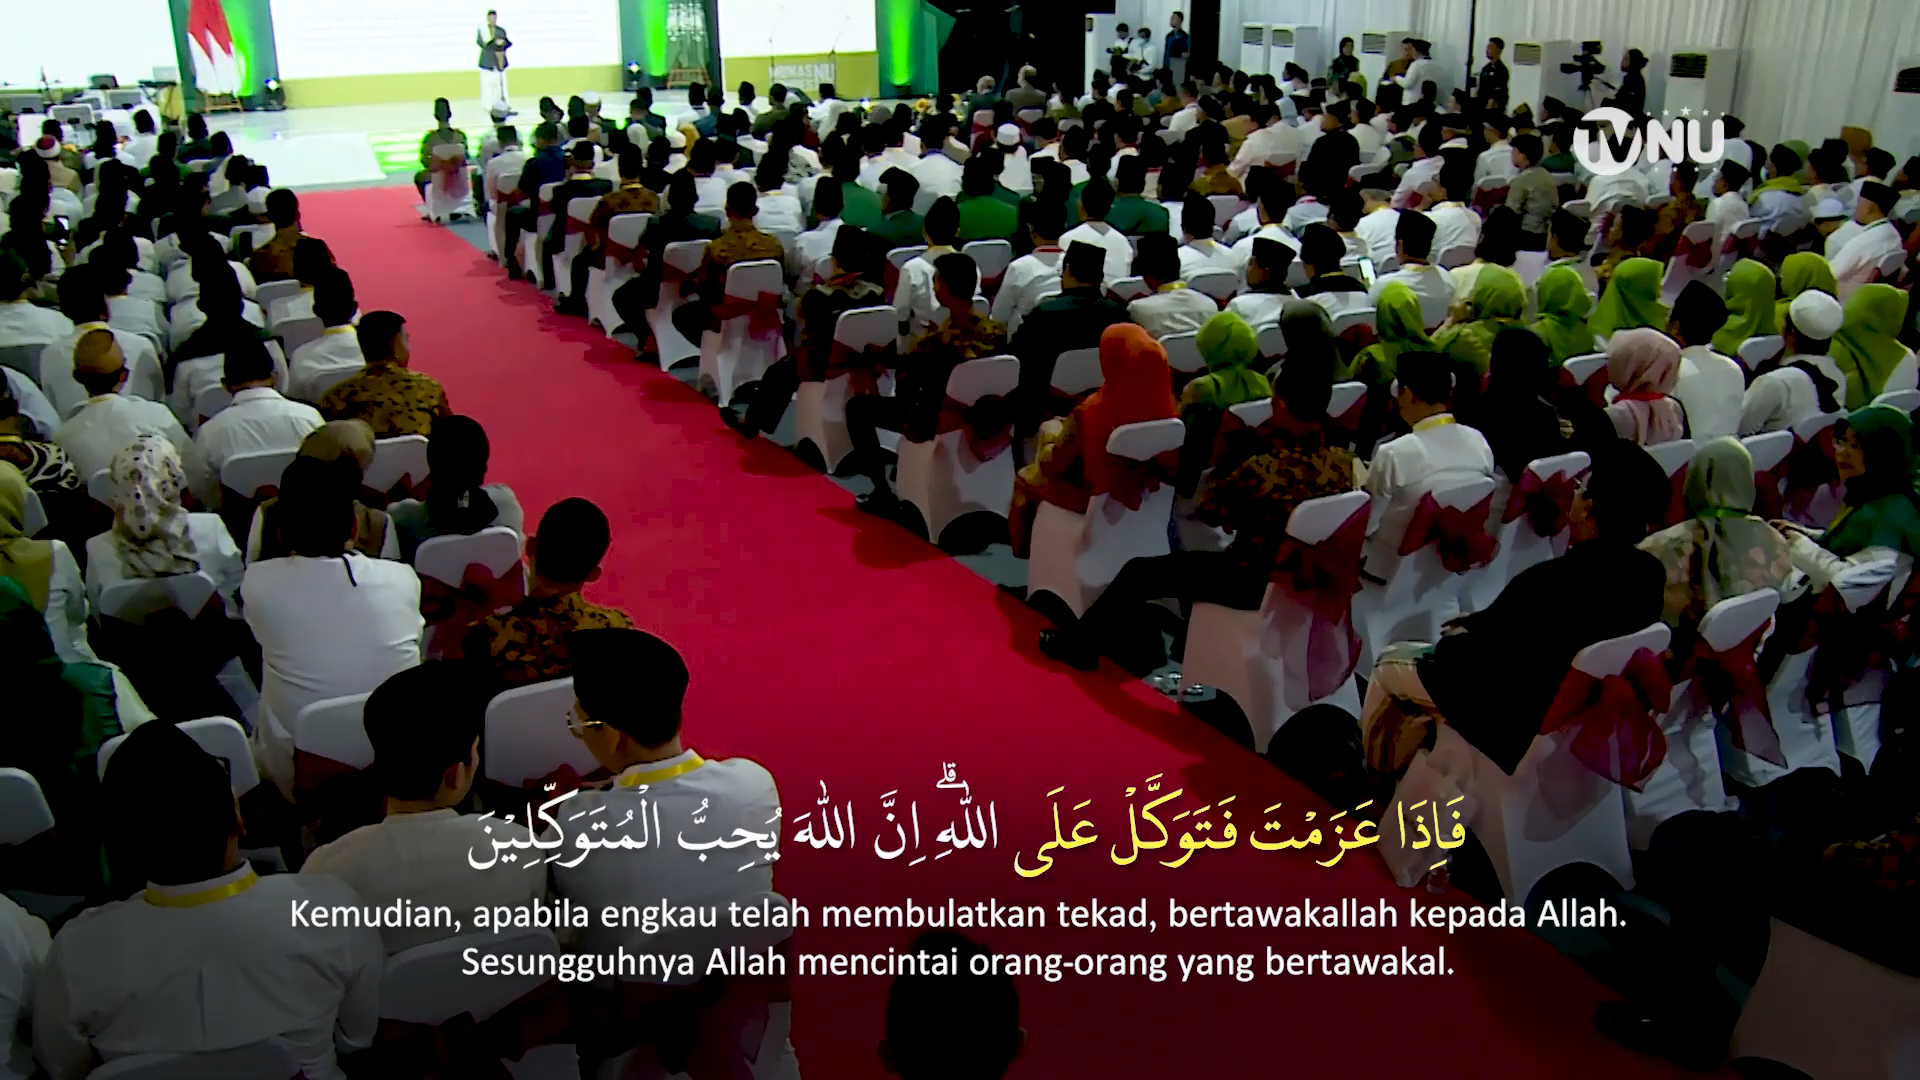 TVNU
فَاِذَا عَزَمْتَ فَتَوَكَّلْ عَلَى اللّٰهِ ۗ اِنَّ اللّٰهَ يُحِبُّ الْمُتَوَكِّلِيْنَ
Kemudian, apabila engkau telah membulatkan tekad, bertawakallah kepada Allah.
Sesungguhnya Allah mencintai orang-orang yang bertawakal.